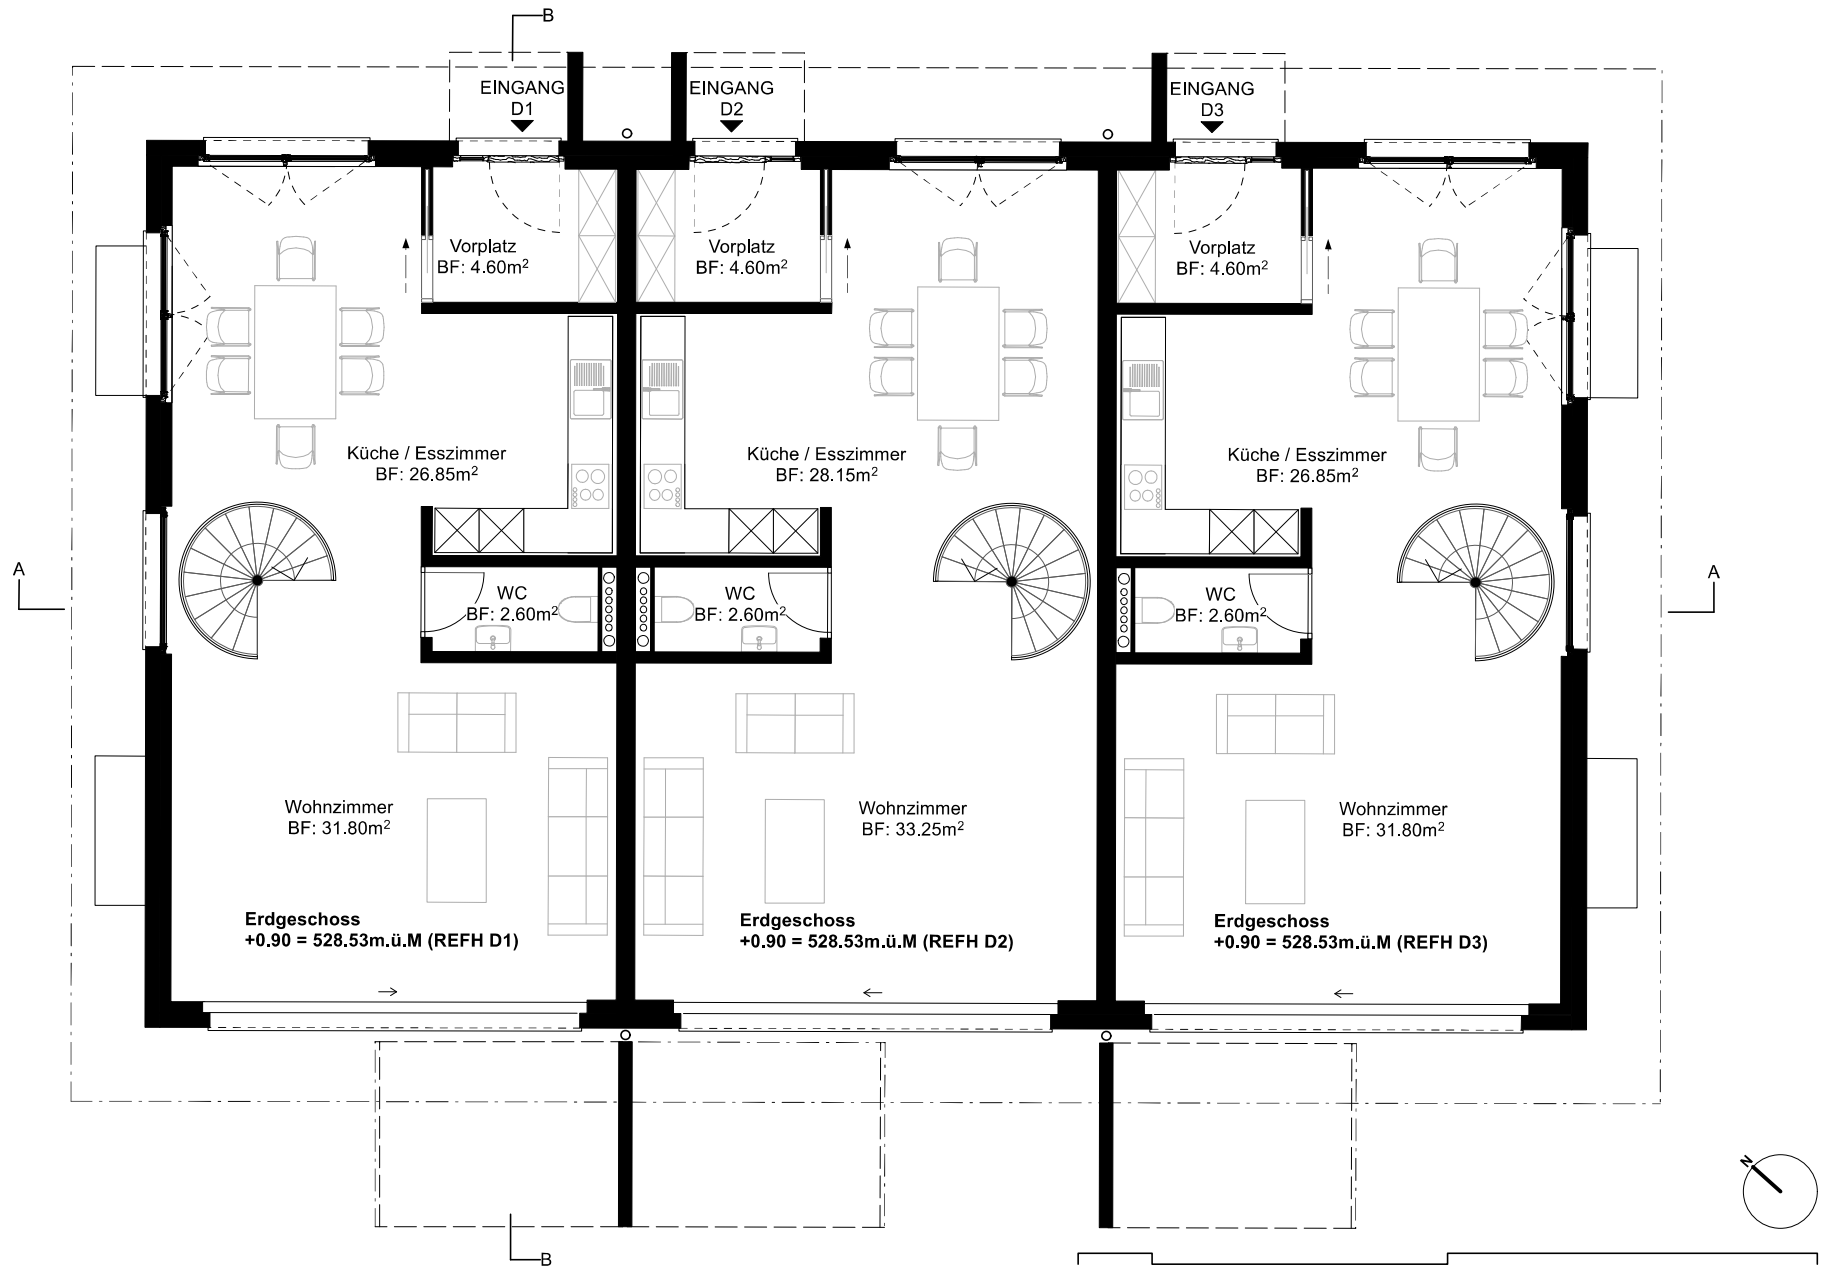 B
EINGANG
D1
EINGANG
D2
EINGANG
D3
Vorplatz
BF: 4.60m²
Vorplatz
BF: 4.60m²
Vorplatz
BF: 4.60m²
Küche / Esszimmer
BF: 26.85m²
Küche / Esszimmer
BF: 28.15m²
Küche / Esszimmer
BF: 26.85m²
A
A
WC
BF: 2.60m²
WC
BF: 2.60m²
WC
BF: 2.60m²
Wohnzimmer
BF: 31.80m²
Wohnzimmer
BF: 33.25m²
Wohnzimmer
BF: 31.80m²
Erdgeschoss
+0.90 = 528.53m.ü.M (REFH D1)
Erdgeschoss
+0.90 = 528.53m.ü.M (REFH D2)
Erdgeschoss
+0.90 = 528.53m.ü.M (REFH D3)
N
B